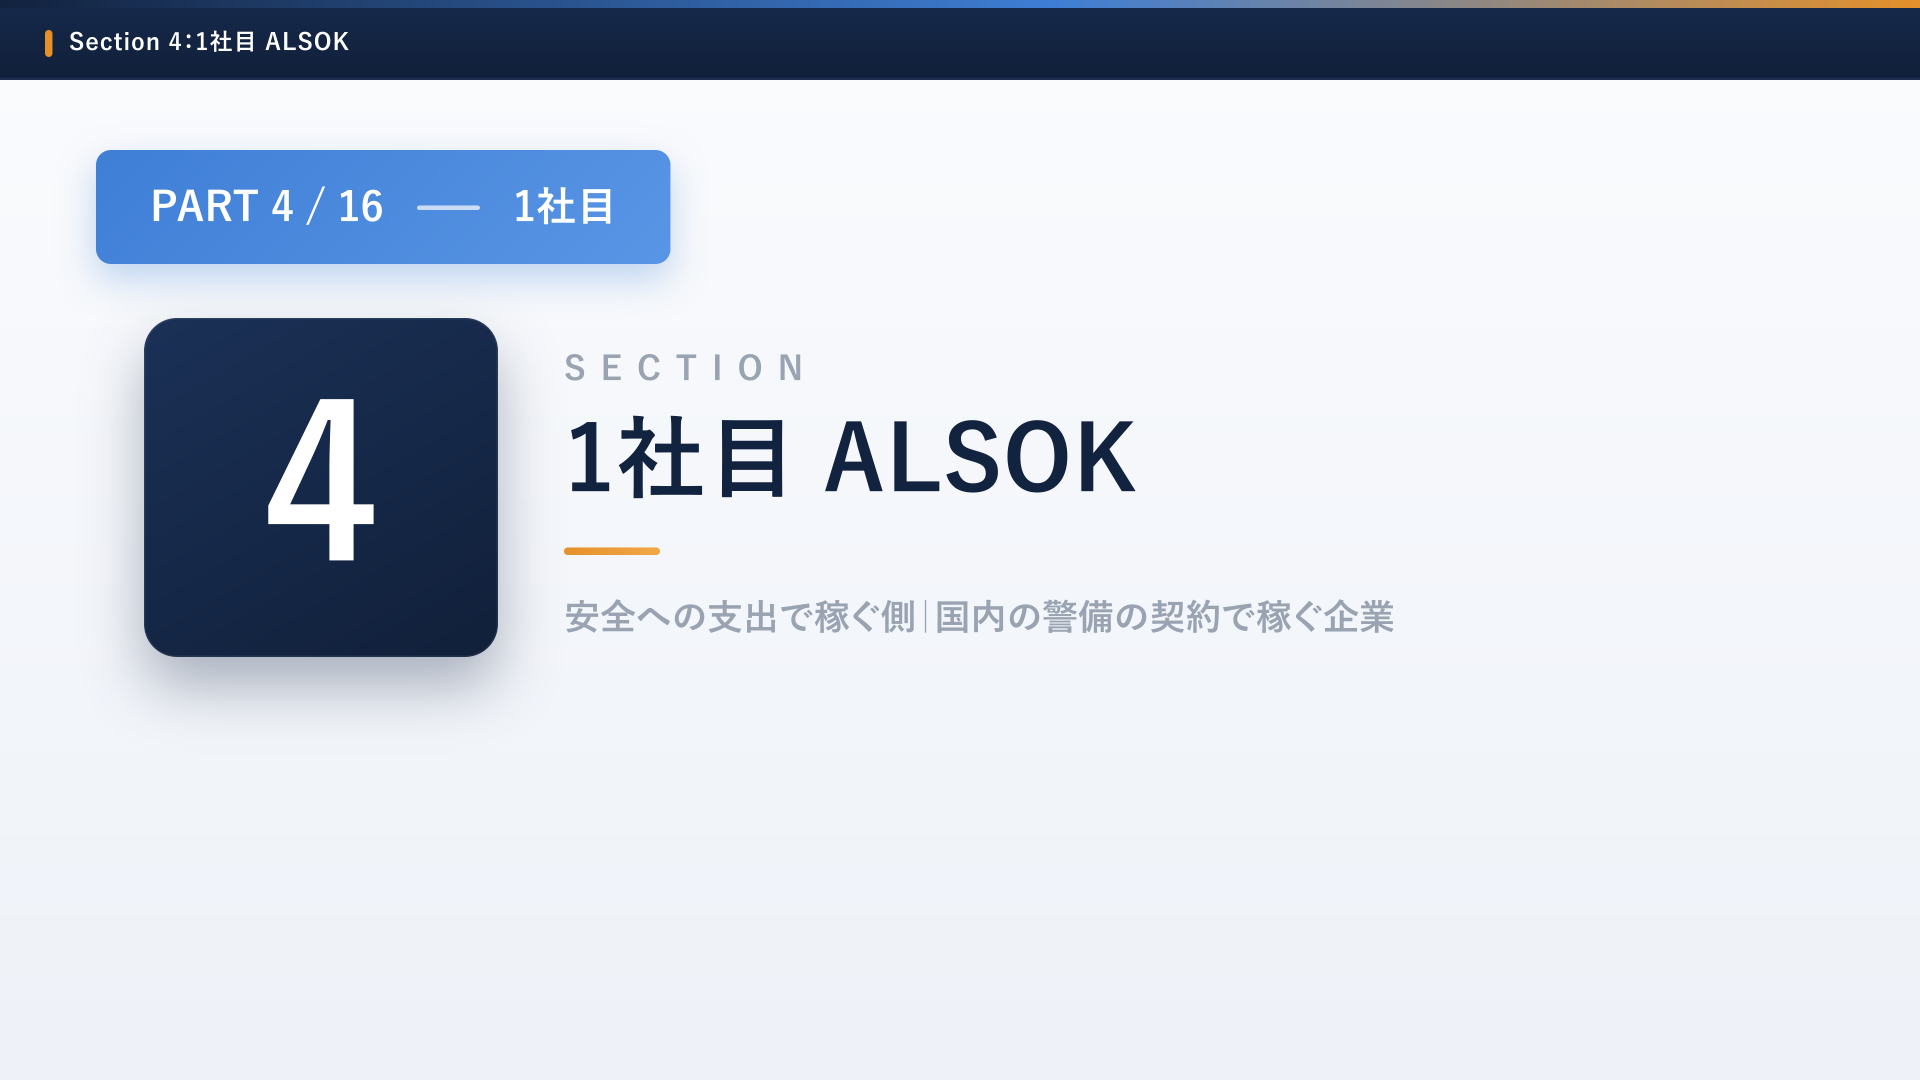 Section 4：1社目 ALSOK
PART 4 / 16 — 1社目
4
SECTION
1社目 ALSOK
安全への支出で稼ぐ側|国内の警備の契約で稼ぐ企業